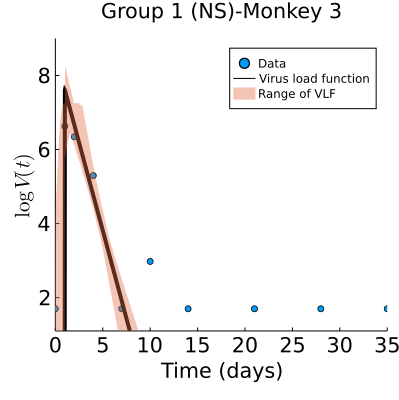 Group 1 (NS)-Monkey 3
Data
Virus load function
Range of VLF
8
6
4
2
log V(t)
0 5 10 15 20 25 30 35
Time (days)